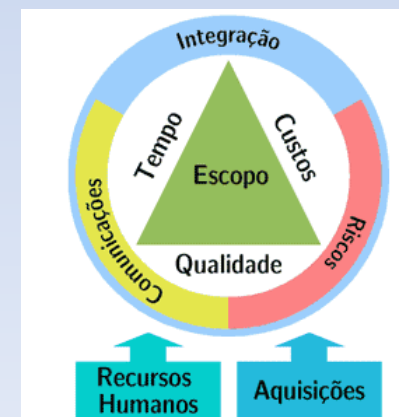 Integração
Tempo
Custos
Escopo
Comunicações
Riscos
Qualidade
Recursos
Humanos
Aquisições